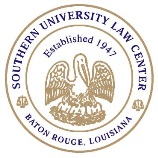 SOUTHERN UNIVERSITY LAW CENTER
Established 1947
BATON ROUGE, LOUISIANA